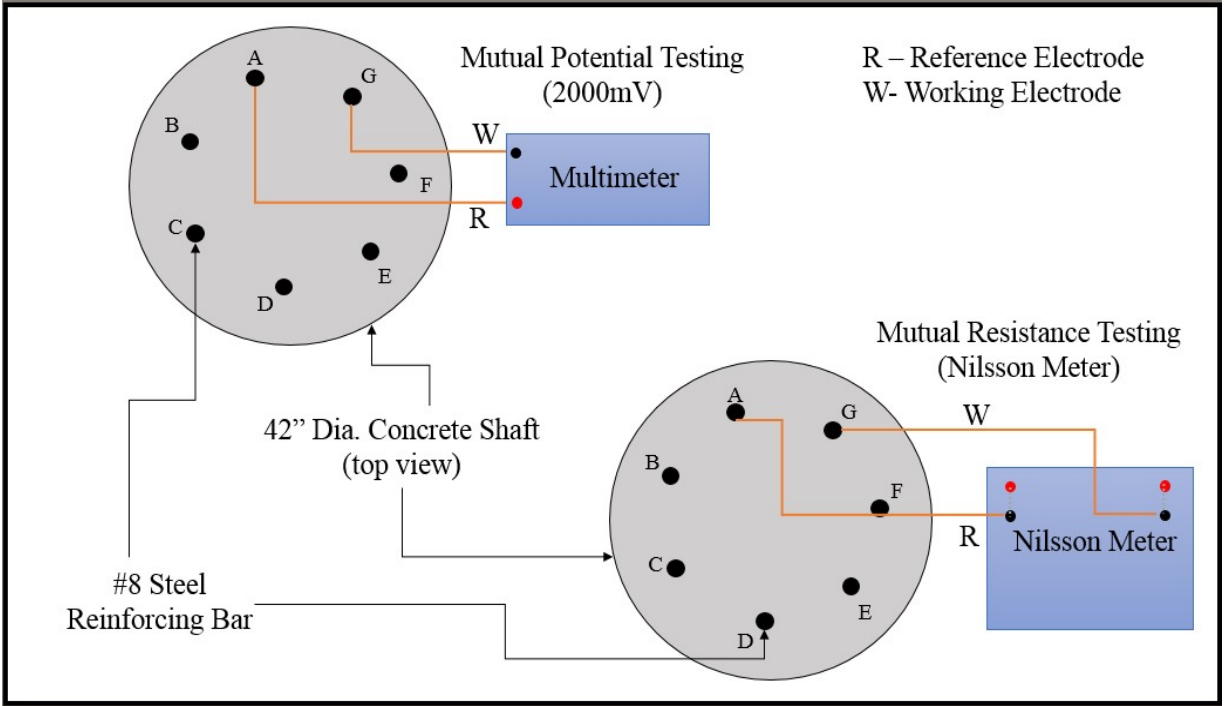 Mutual Potential Testing
(2000mV)
R – Reference Electrode
W- Working Electrode
A
G
B
W
Multimeter
F
C
R
E
D
Mutual Resistance Testing
(Nilsson Meter)
A
G
W
42” Dia. Concrete Shaft
(top view)
B
F
R
Nilsson Meter
C
#8 Steel
Reinforcing Bar
E
D